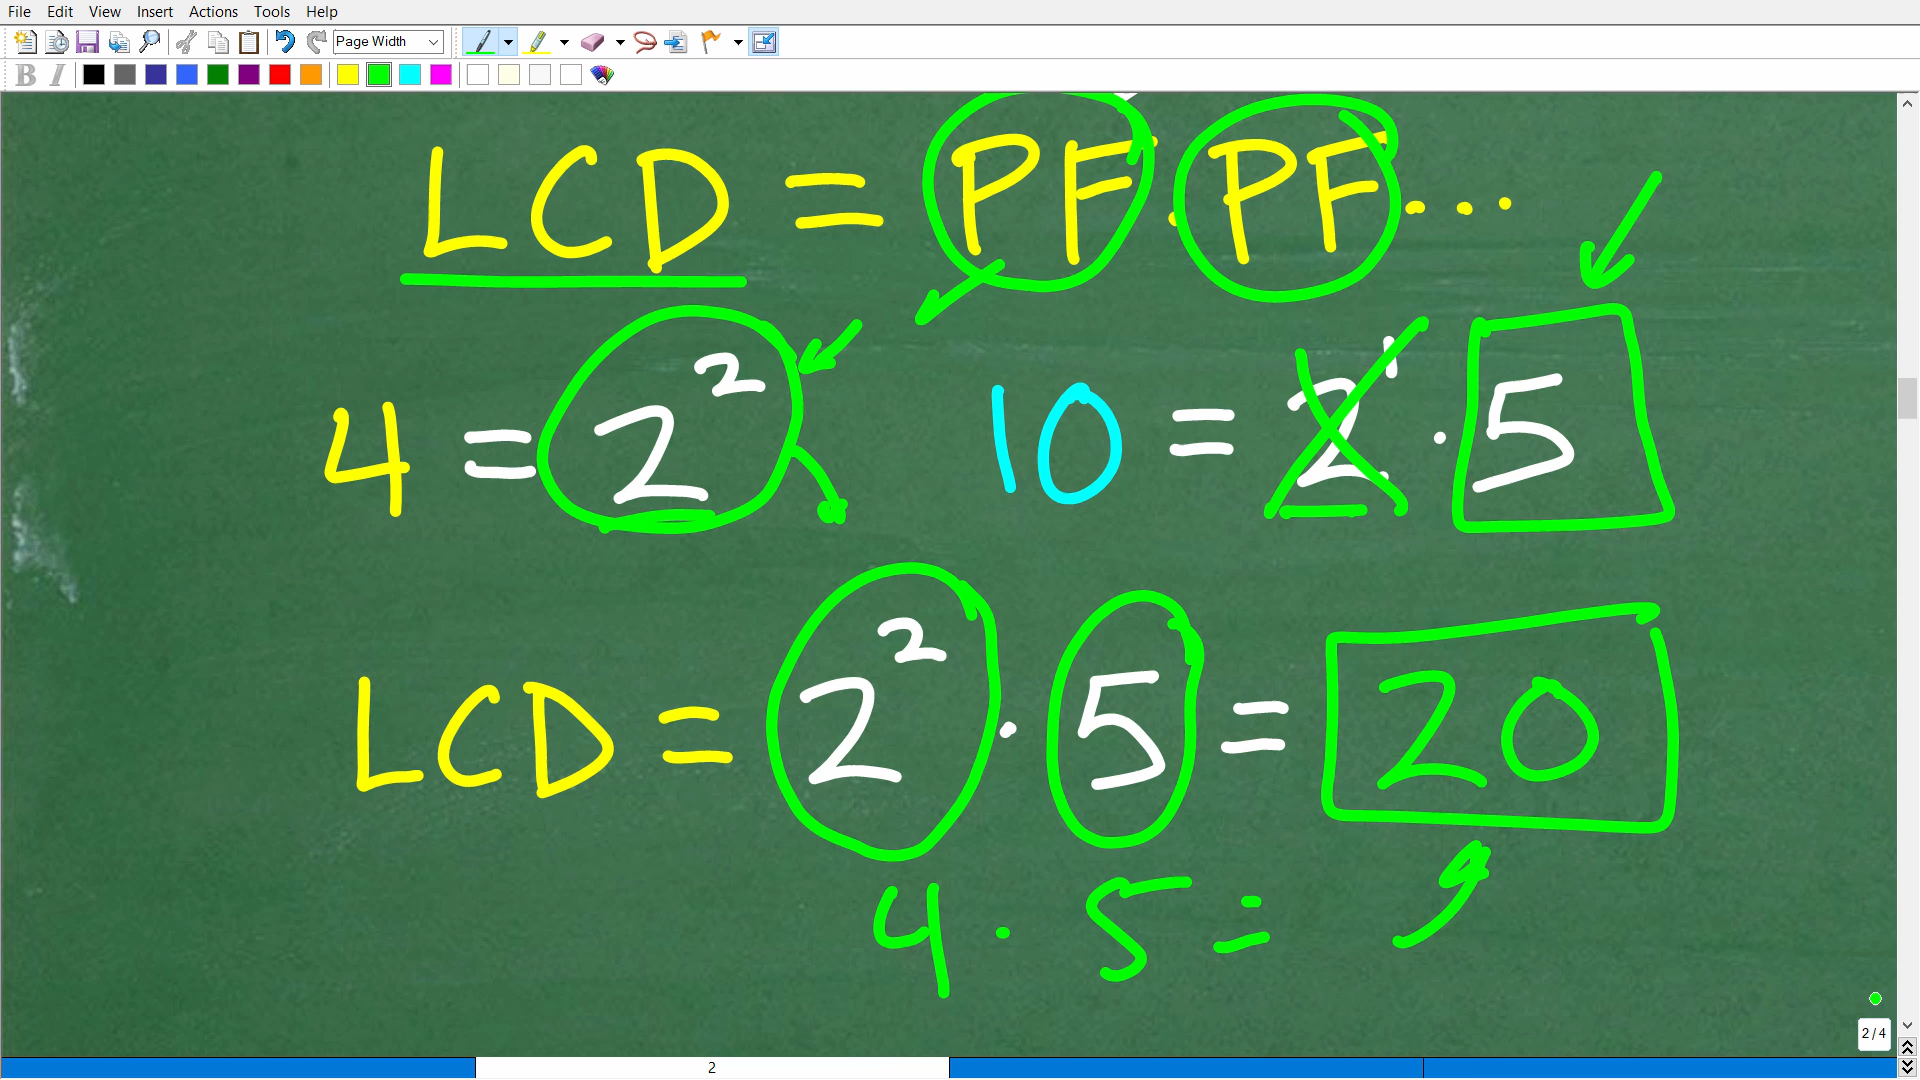 File Edit View Insert Actions Tools Help
Page Width
B I
LCD = PF · PF ...
4 = 2² 10 = 2¹ · 5
LCD = 2² · 5 = 20
4 · 5 =
2 / 4
2